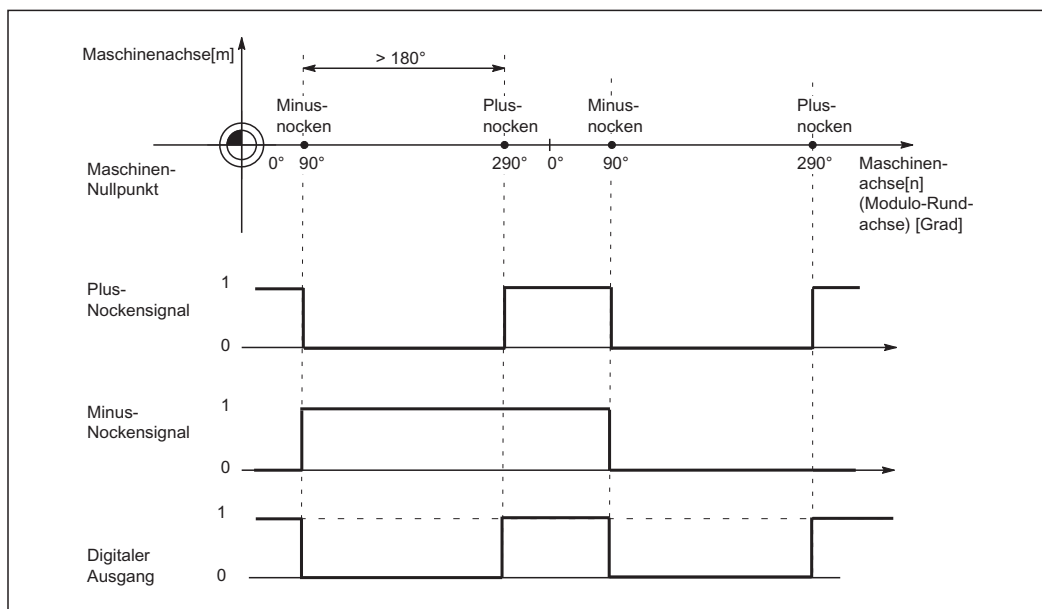 Maschinenachse[m]
> 180°
Minus-
nocken
Plus-
nocken
Minus-
nocken
Plus-
nocken
0°
90°
290°
0°
90°
290°
Maschinen-
Nullpunkt
Maschinen-
achse[n]
(Modulo-Rund-
achse) [Grad]
Plus-
Nockensignal
1
0
Minus-
Nockensignal
1
0
Digitaler
Ausgang
1
0